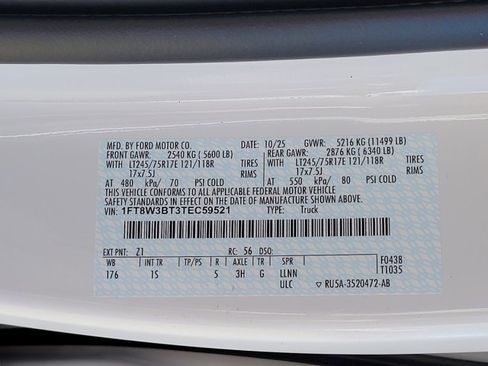 MFD. BY FORD MOTOR CO. 10/25 GVWR: 5216 KG (11499 LB)
FRONT GAWR: 2540 KG (5600 LB) REAR GAWR: 2876 KG (6340 LB)
WITH LT245/75R17E 121/118R TIRES WITH LT245/75R17E 121/118R TIRES
17x7.5J RIMS 17x7.5J RIMS
AT 480 kPa/ 70 PSI COLD AT 550 kPa/ 80 PSI COLD
THIS VEHICLE CONFORMS TO ALL APPLICABLE FEDERAL MOTOR VEHICLE
SAFETY STANDARDS IN EFFECT ON THE DATE OF MANUFACTURE SHOWN ABOVE.
VIN: 1FT8W3BT3TEC59521 TYPE: Truck
EXT PNT: Z1 RC: 56 DSO:
WB INT TR TP/PS R AXLE TR SPR F0438
176 1S 5 3H G LLNN T1035
ULC ▽ RU5A-3520472-AB